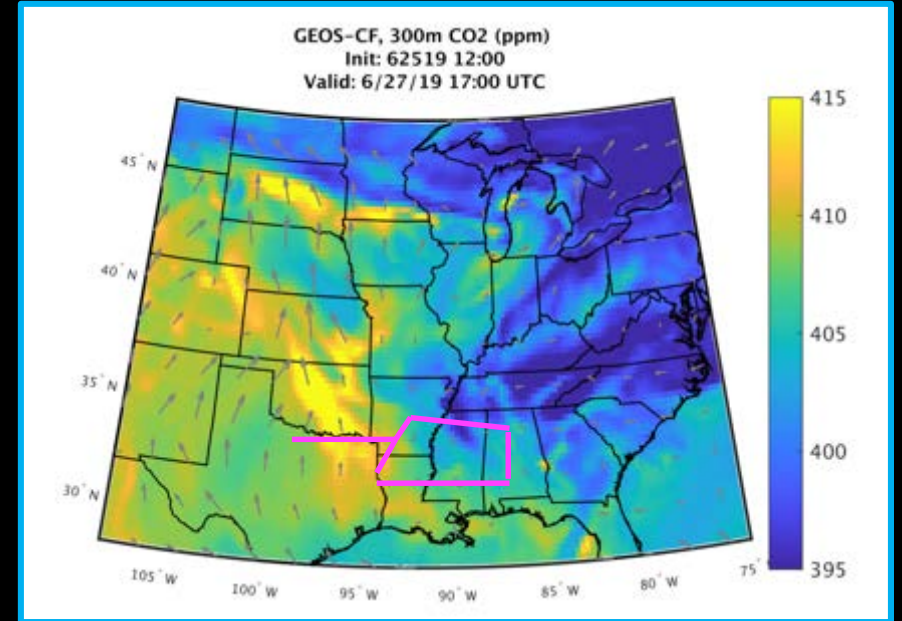 GEOS-CF, 300m CO2 (ppm)
Init: 62519 12:00
Valid: 6/27/19 17:00 UTC
415
45°N
410
40°N
405
35°N
400
30°N
395
105°W
100°W
95°W
90°W
85°W
80°W
75°